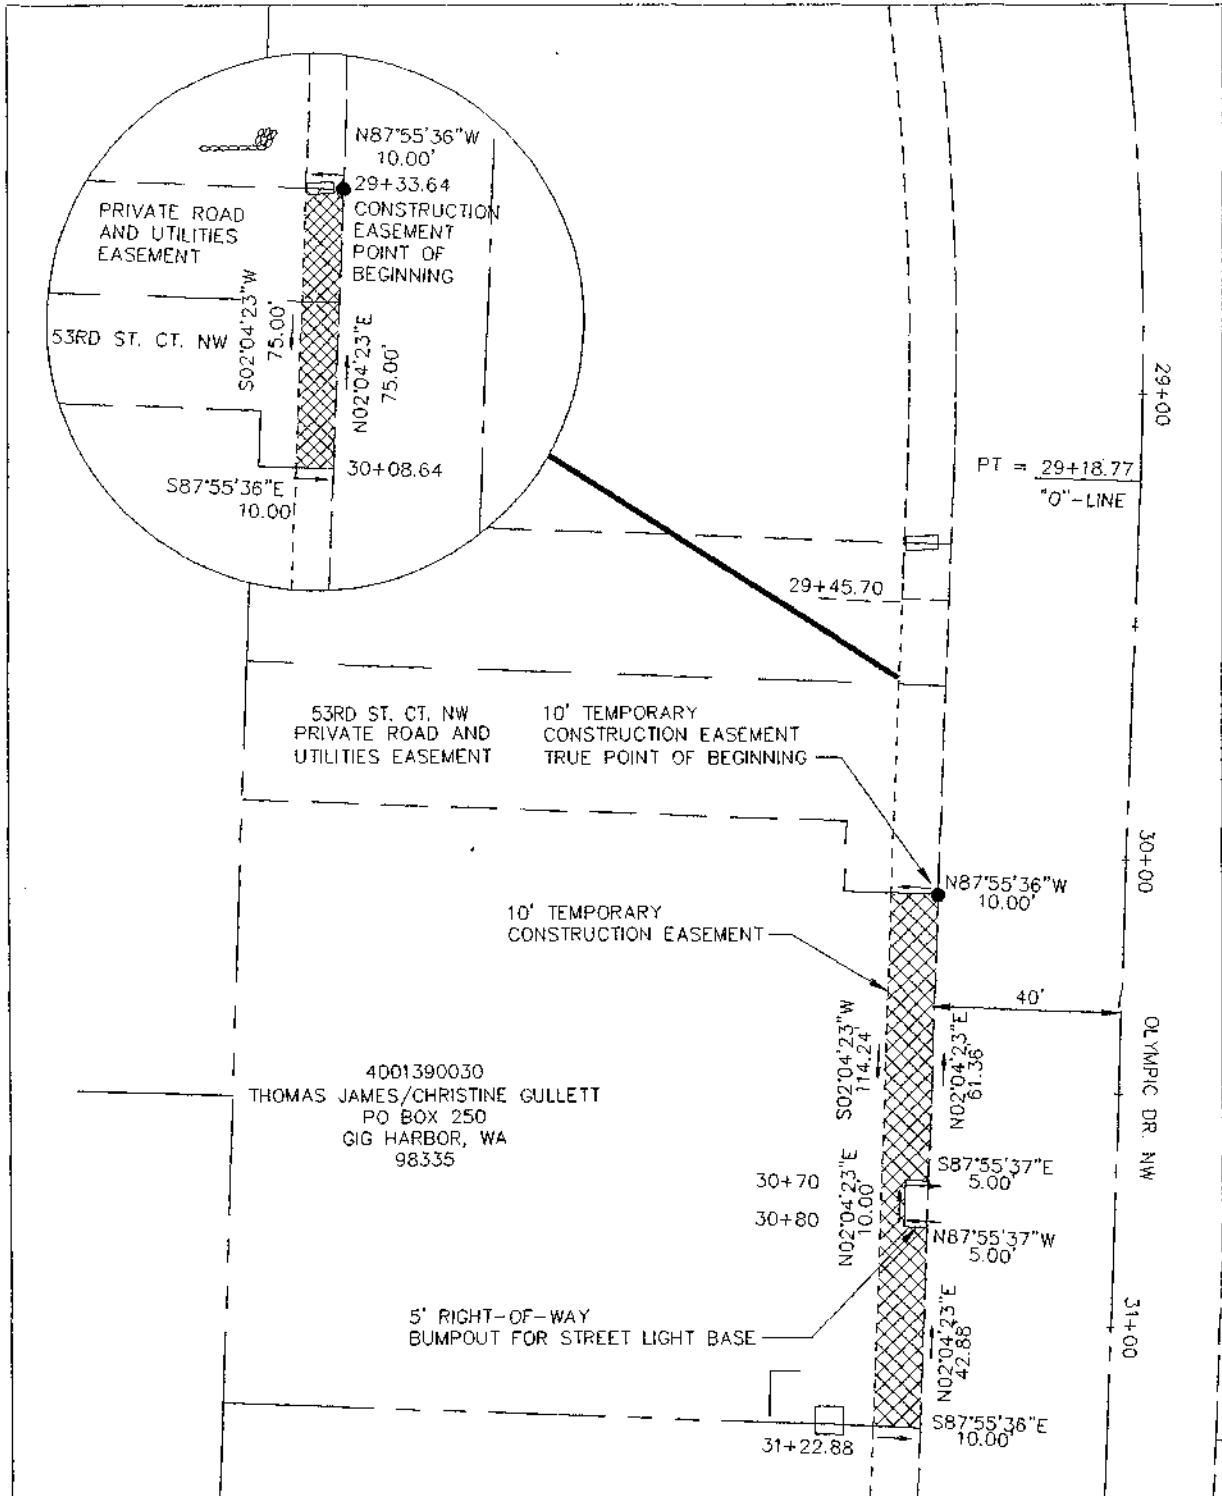 N87°55'36"W
10.00'
29+33.64
CONSTRUCTION
EASEMENT
POINT OF
BEGINNING
PRIVATE ROAD
AND UTILITIES
EASEMENT
53RD ST. CT. NW
S02°04'23"W
75.00'
N02°04'23"E
75.00'
30+08.64
S87°55'36"E
10.00'
29+00
PT = 29+18.77
"O"-LINE
29+45.70
53RD ST. CT. NW
PRIVATE ROAD AND
UTILITIES EASEMENT
10' TEMPORARY
CONSTRUCTION EASEMENT
TRUE POINT OF BEGINNING
30+00
N87°55'36"W
10.00'
10' TEMPORARY
CONSTRUCTION EASEMENT
40'
S02°04'23"W
114.24'
N02°04'23"E
61.36'
OLYMPIC DR. NW
4001390030
THOMAS JAMES/CHRISTINE GULLETT
PO BOX 250
GIG HARBOR, WA
98335
30+70
30+80
N02°04'23"E
10.00'
S87°55'37"E
5.00'
N87°55'37"W
5.00'
5' RIGHT-OF-WAY
BUMPOUT FOR STREET LIGHT BASE
N02°04'23"E
42.88'
31+00
S87°55'36"E
10.00'
31+22.88